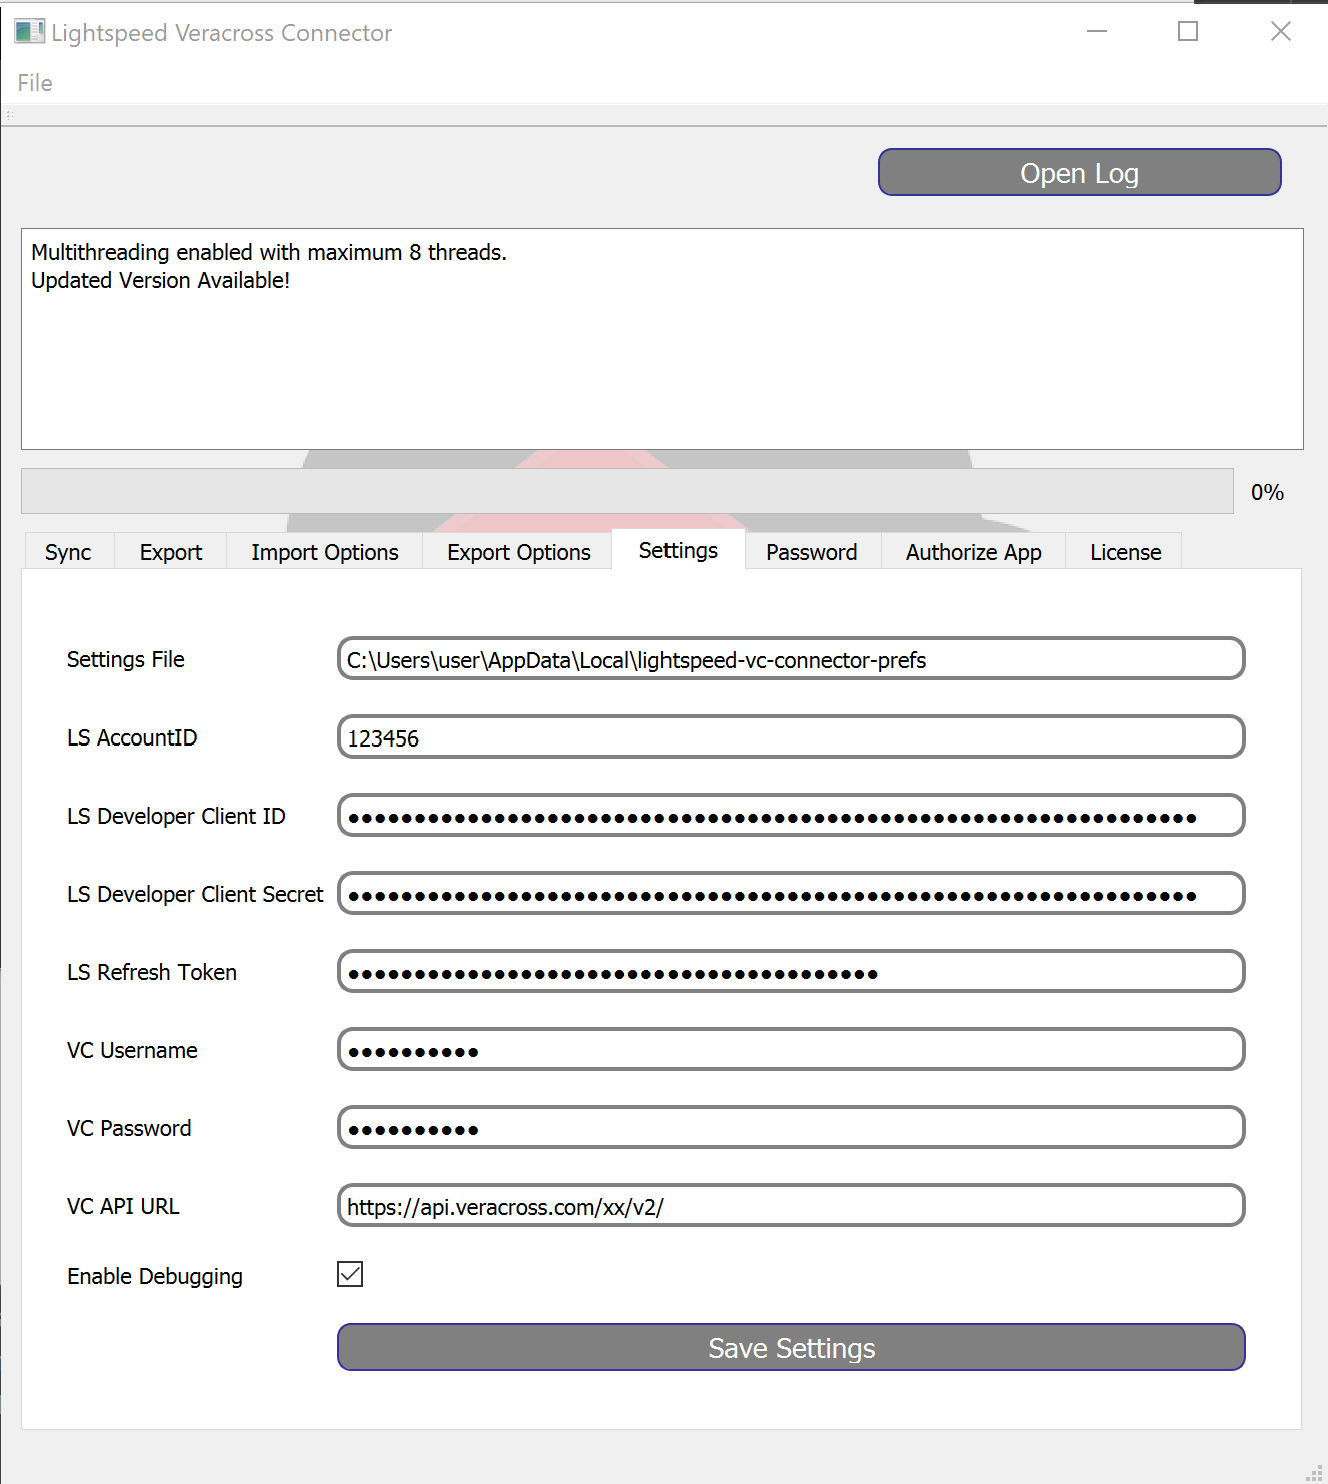 Lightspeed Veracross Connector
File
Open Log
Multithreading enabled with maximum 8 threads.
Updated Version Available!
0%
Sync Export Import Options Export Options Settings Password Authorize App License
Settings File C:\Users\user\AppData\Local\lightspeed-vc-connector-prefs
LS AccountID 123456
LS Developer Client ID ••••••••••••••••••••••••••••••••••••••••••••••••••••••••••••••••
LS Developer Client Secret ••••••••••••••••••••••••••••••••••••••••••••••••••••••••••••••••
LS Refresh Token ••••••••••••••••••••••••••••••••••••••••
VC Username ••••••••••
VC Password ••••••••••
VC API URL https://api.veracross.com/xx/v2/
Enable Debugging
Save Settings